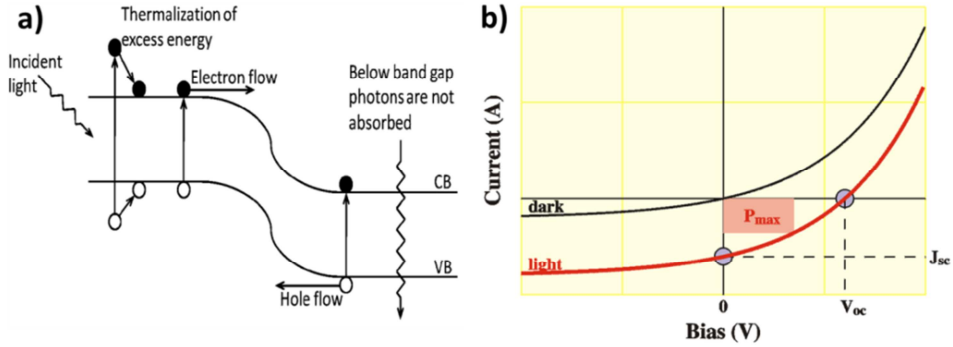 a)
Thermalization of
excess energy
Incident
light
Electron flow
Below band gap
photons are not
absorbed
CB
VB
Hole flow
b)
Current (A)
dark
Pmax
light
Jsc
0
Voc
Bias (V)